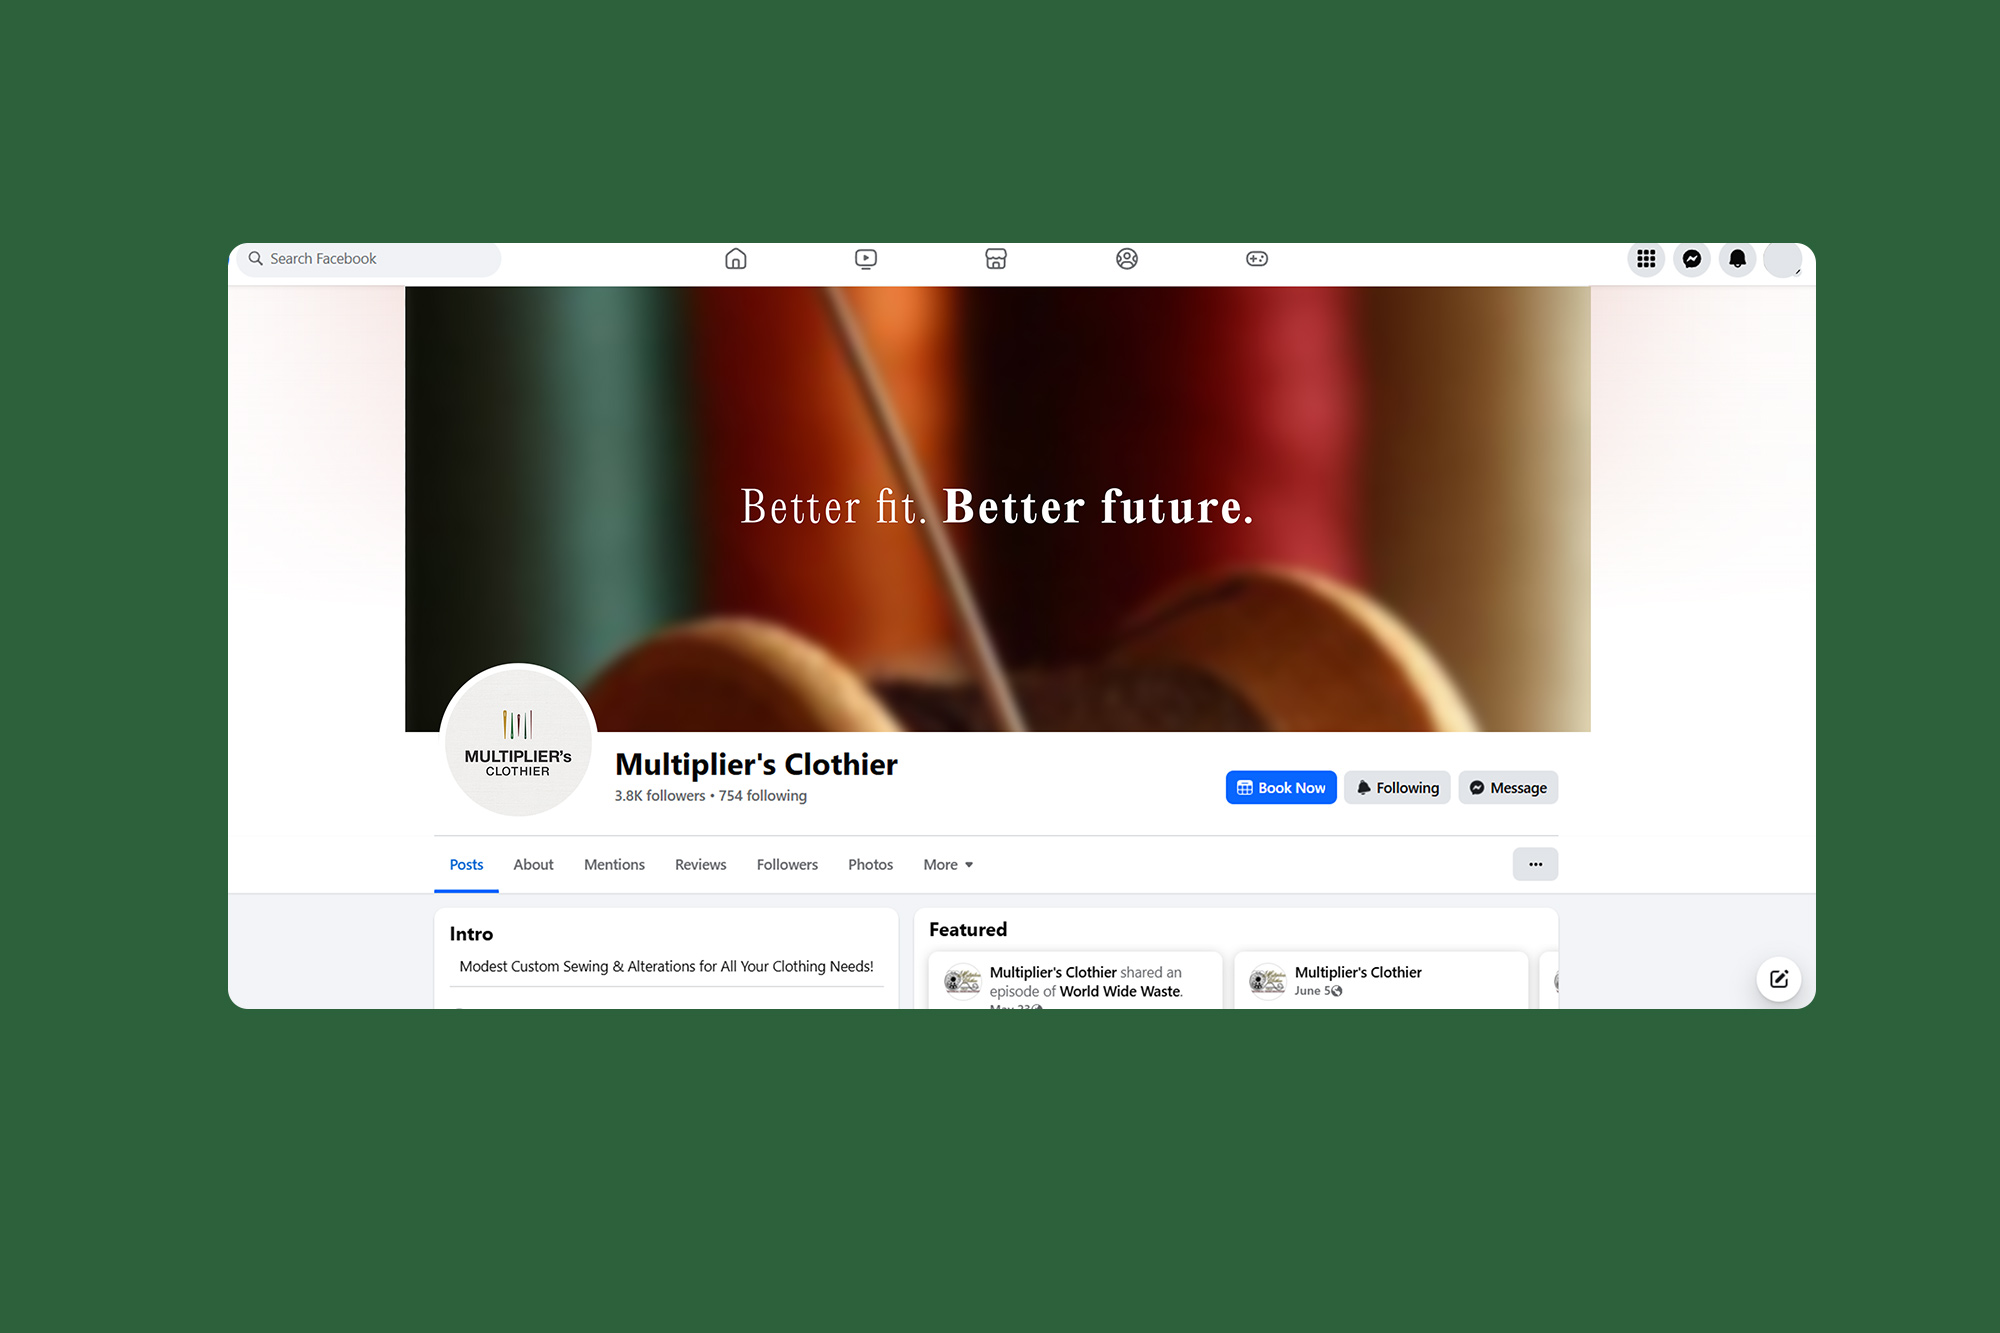 Search Facebook
Better fit. Better future.
MULTIPLIER's
CLOTHIER
Multiplier's Clothier
3.8K followers • 754 following
Book Now
Following
Message
Posts
About
Mentions
Reviews
Followers
Photos
More
Intro
Modest Custom Sewing & Alterations for All Your Clothing Needs!
Featured
Multiplier's Clothier shared an
episode of World Wide Waste.
May 23
Multiplier's Clothier
June 5